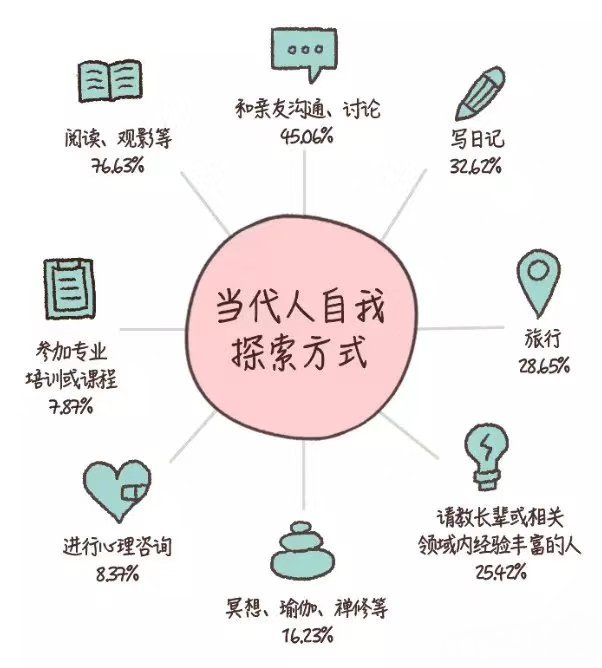 和亲友沟通、讨论
45.06%
阅读、观影等
76.63%
写日记
32.62%
当代人自我
探索方式
旅行
28.65%
参加专业
培训或课程
7.87%
请教长辈或相关
领域内经验丰富的人
25.42%
进行心理咨询
8.37%
冥想、瑜伽、禅修等
16.23%